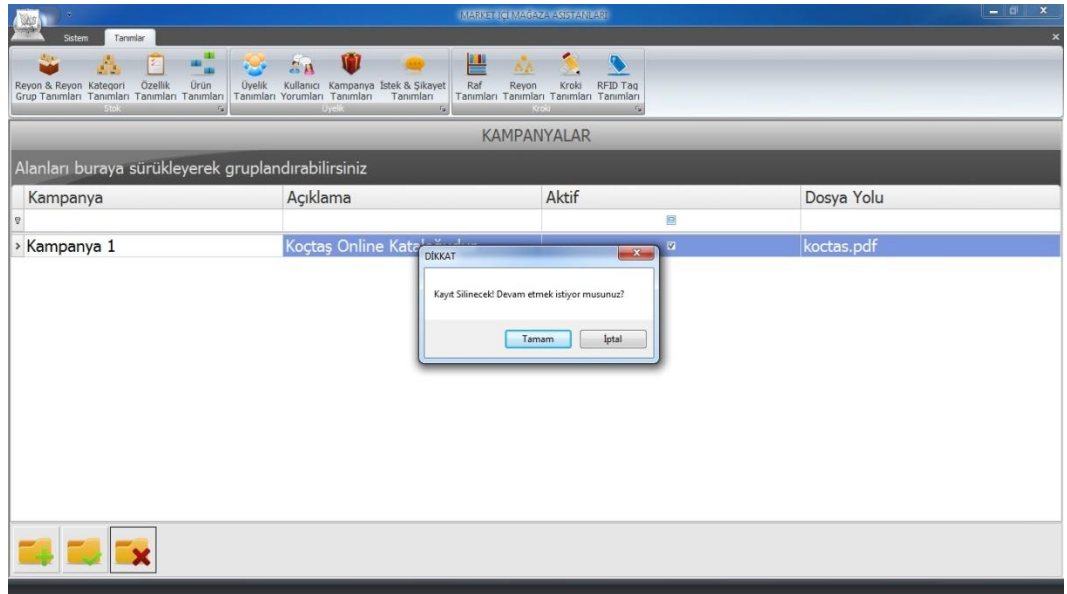 MARKET İÇİ MAĞAZA ASİSTANLARI
Sistem Tanımlar
Reyon & Reyon Grup Tanımları
Kategori Tanımları
Özellik Tanımları
Ürün Tanımları
Stok
Üyelik Tanımları
Kullanıcı Yorumları
Kampanya Tanımları
İstek & Şikayet Tanımları
Üyelik
Raf Tanımları
Reyon Tanımları
Kroki Tanımları
RFID Tag Tanımları
Kroki
KAMPANYALAR
Alanları buraya sürükleyerek gruplandırabilirsiniz
Kampanya Açıklama Aktif Dosya Yolu
Kampanya 1 Koçtaş Online koctas.pdf
DİKKAT
Kayıt Silinecek! Devam etmek istiyor musunuz?
Tamam İptal